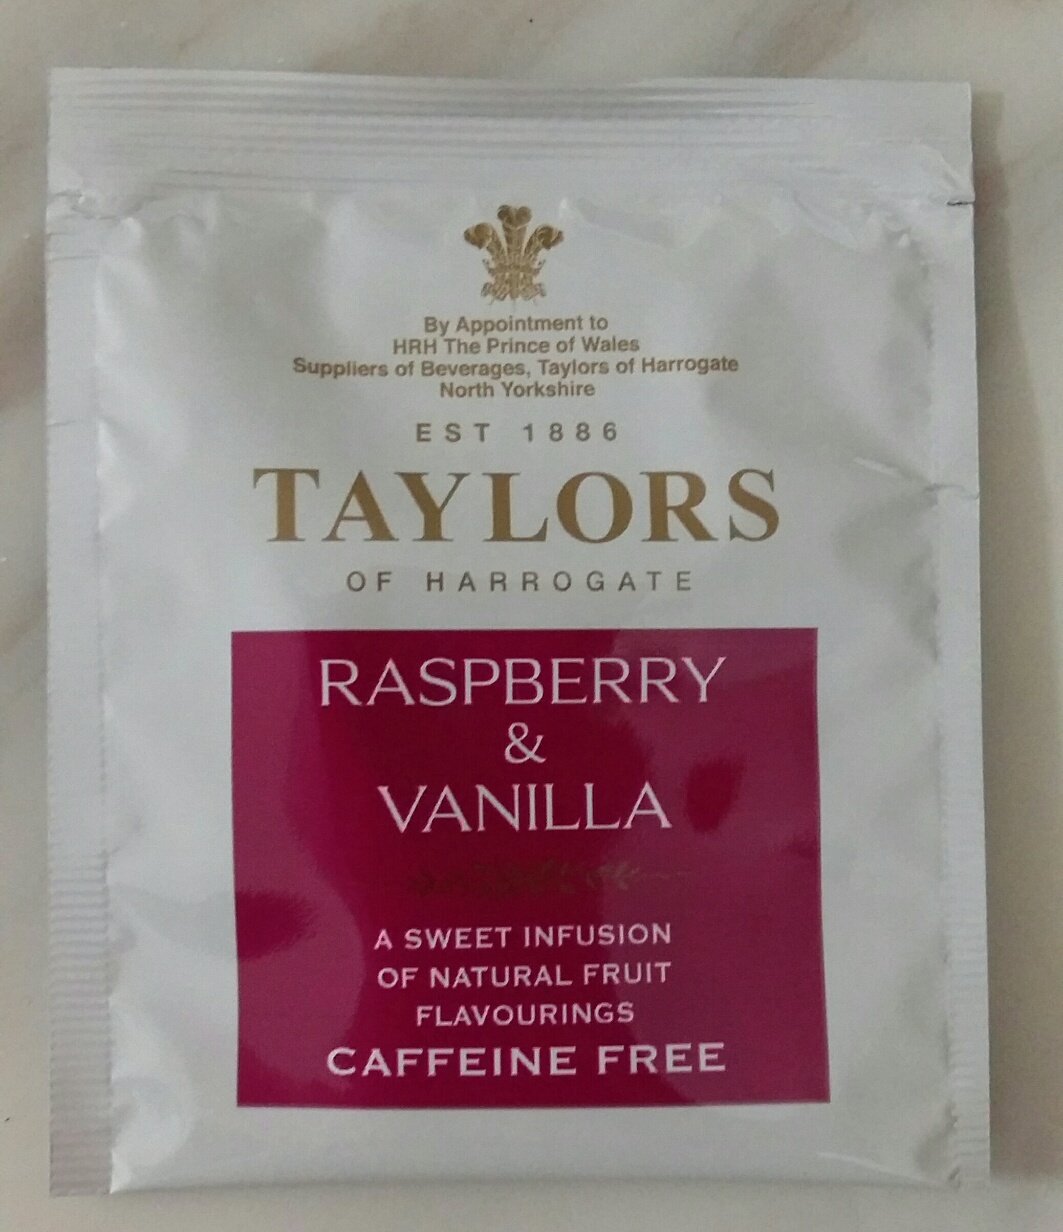 By Appointment to
HRH The Prince of Wales
Suppliers of Beverages, Taylors of Harrogate
North Yorkshire
EST 1886
TAYLORS
OF HARROGATE
RASPBERRY
&
VANILLA
A SWEET INFUSION
OF NATURAL FRUIT
FLAVOURINGS
CAFFEINE FREE